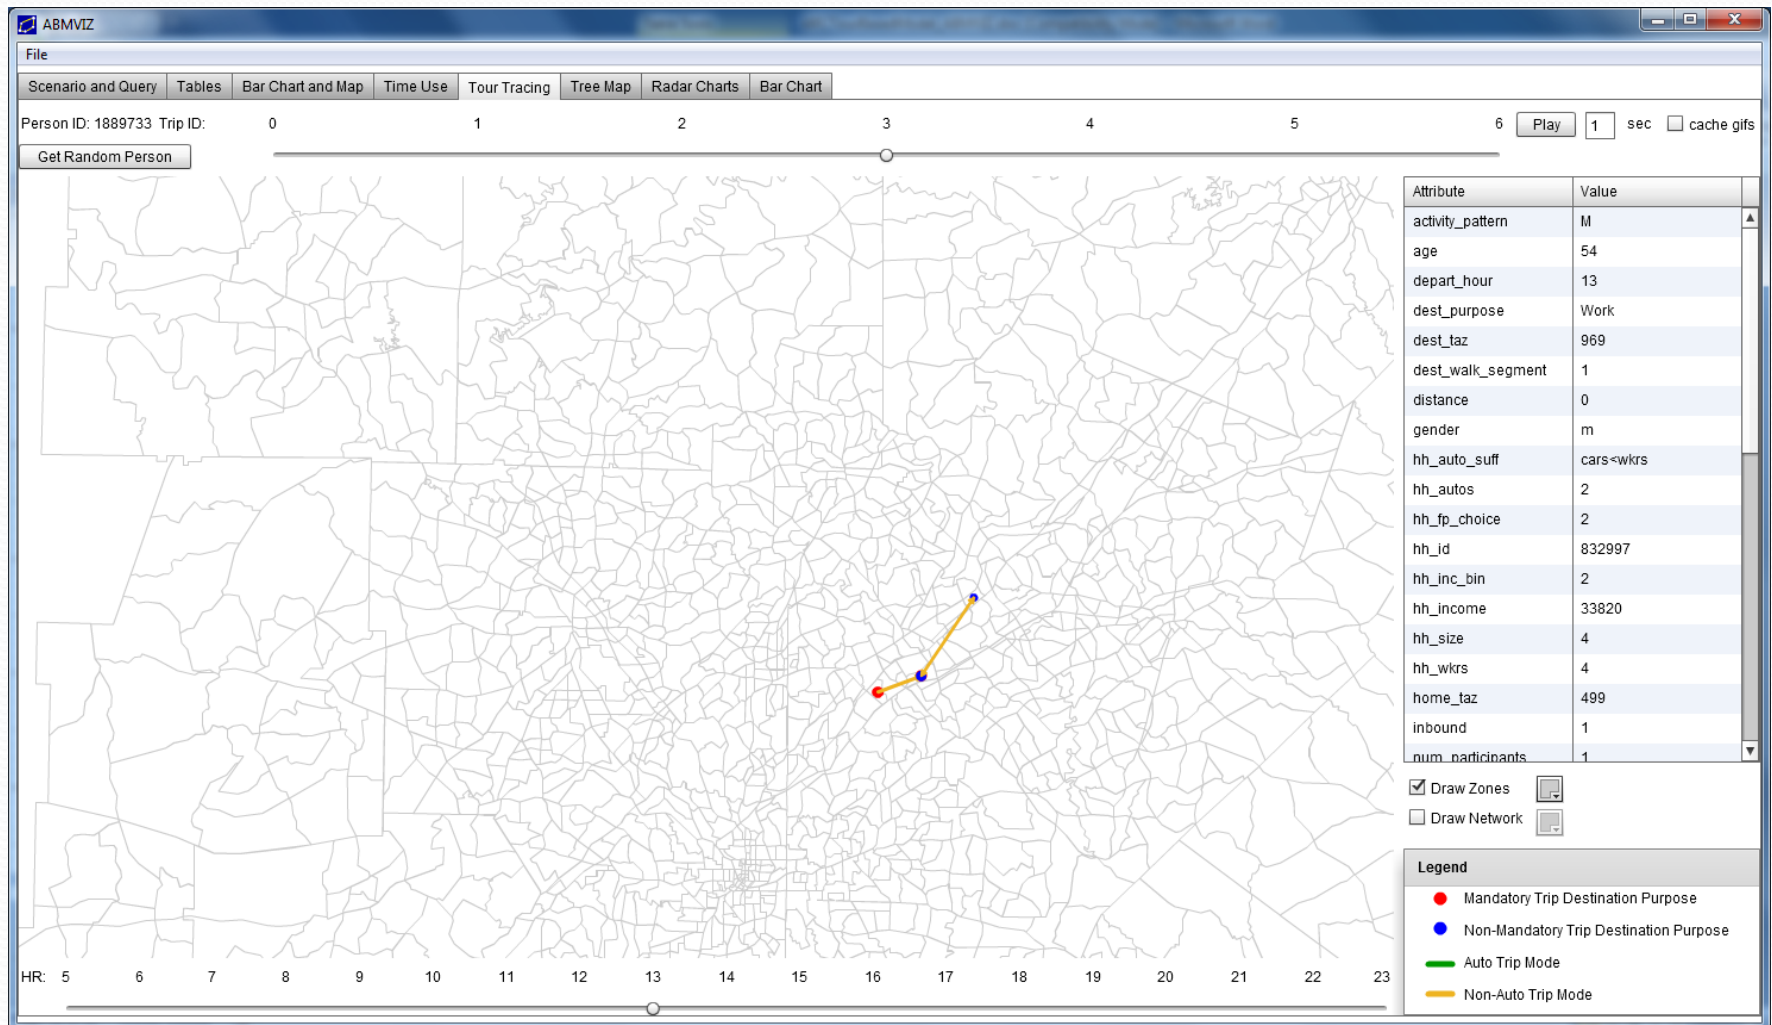 ABMVIZ
File
Scenario and Query Tables Bar Chart and Map Time Use Tour Tracing Tree Map Radar Charts Bar Chart
Person ID: 1889733 Trip ID: 0 1 2 3 4 5 6 Play 1 sec cache gifs
Get Random Person
Attribute Value
activity_pattern M
age 54
depart_hour 13
dest_purpose Work
dest_taz 969
dest_walk_segment 1
distance 0
gender m
hh_auto_suff cars<wkrs
hh_autos 2
hh_fp_choice 2
hh_id 832997
hh_inc_bin 2
hh_income 33820
hh_size 4
hh_wkrs 4
home_taz 499
inbound 1
num_participants 1
Draw Zones
Draw Network
Legend
Mandatory Trip Destination Purpose
Non-Mandatory Trip Destination Purpose
Auto Trip Mode
Non-Auto Trip Mode
HR: 5 6 7 8 9 10 11 12 13 14 15 16 17 18 19 20 21 22 23